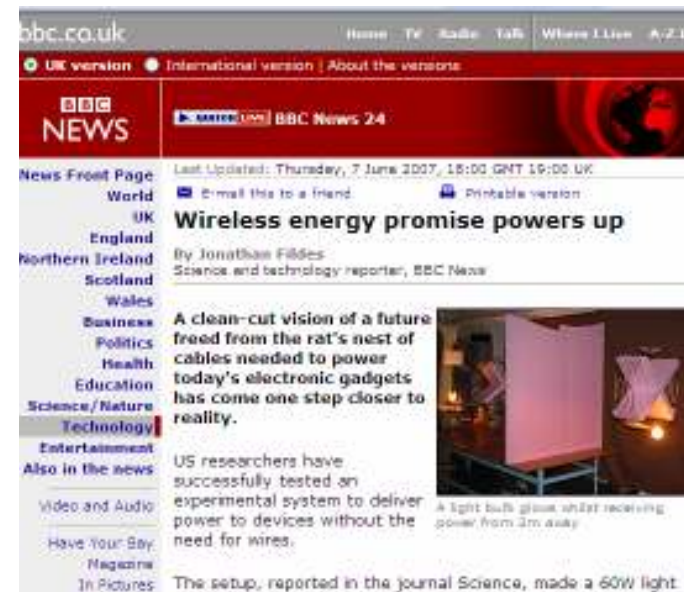 bbc.co.uk
Home TV Radio Talk Where I Live A-Z
UK version International version | About the versions
BBC
NEWS
WATCH LIVE BBC News 24
News Front Page
World
UK
England
Northern Ireland
Scotland
Wales
Business
Politics
Health
Education
Science/Nature
Technology
Entertainment
Also in the news
Video and Audio
Have Your Say
Magazine
In Pictures
Last Updated: Thursday, 7 June 2007, 18:00 GMT 19:00 UK
E-mail this to a friend
Printable version
Wireless energy promise powers up
By Jonathan Fildes
Science and technology reporter, BBC News
A clean-cut vision of a future
freed from the rat's nest of
cables needed to power
today's electronic gadgets
has come one step closer to
reality.
US researchers have
successfully tested an
experimental system to deliver
power to devices without the
need for wires.
A light bulb glows whilst receiving
power from 2m away
The setup, reported in the journal Science, made a 60W light